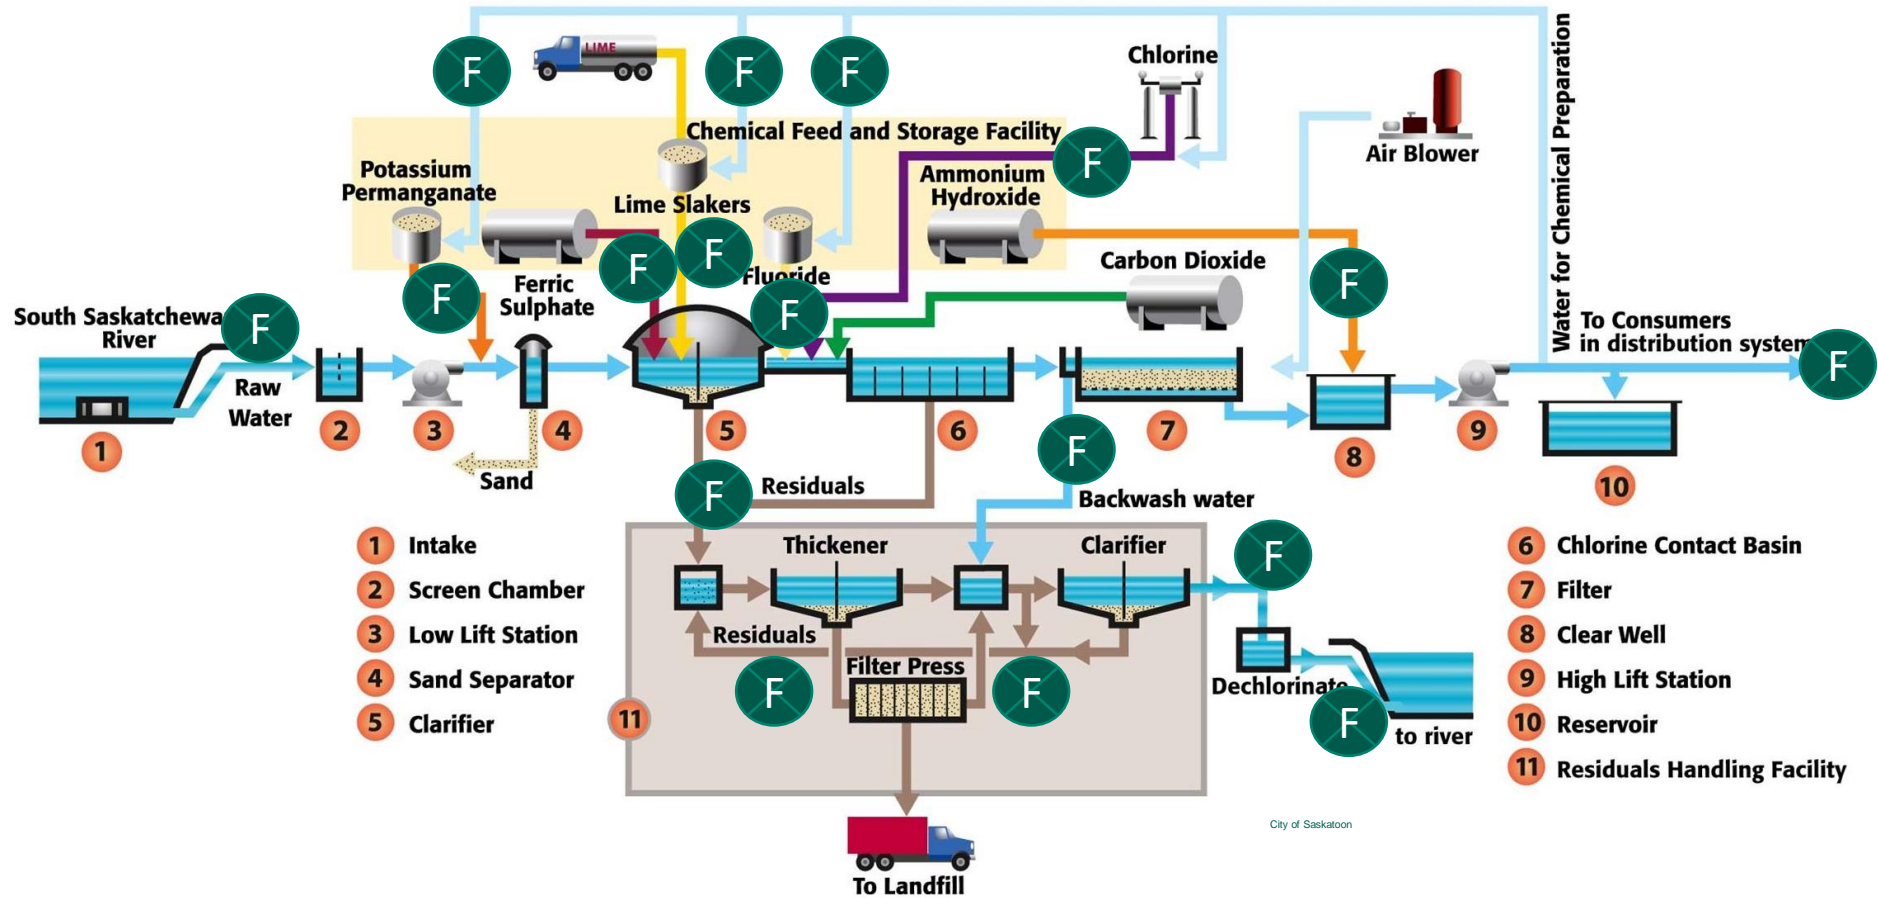 F
F
F
LIME
Chlorine
Chemical Feed and Storage Facility
F
Air Blower
Water for Chemical Preparation
Potassium
Permanganate
Ammonium
Hydroxide
Lime Slakers
F
F
Fluoride
Carbon Dioxide
F
F
Ferric
Sulphate
F
South Saskatchewa
River
F
To Consumers
in distribution system
F
Raw
Water
1
2
3
4
5
6
7
8
9
10
Sand
F
Residuals
F
Backwash water
Thickener
Clarifier
F
Residuals
Filter Press
F
F
Dechlorinate
F
to river
11
To Landfill
1 Intake
2 Screen Chamber
3 Low Lift Station
4 Sand Separator
5 Clarifier
6 Chlorine Contact Basin
7 Filter
8 Clear Well
9 High Lift Station
10 Reservoir
11 Residuals Handling Facility
City of Saskatoon